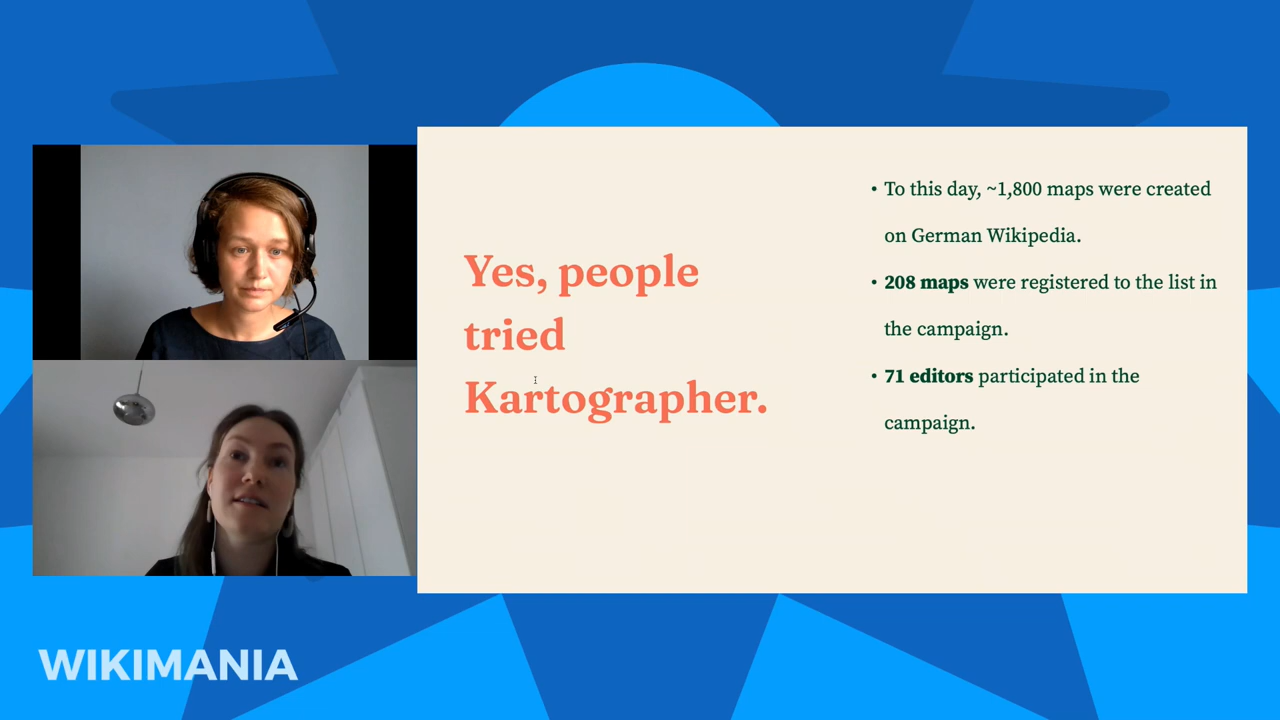 Yes, people
tried
Kartographer.
• To this day, ~1,800 maps were created
on German Wikipedia.
• 208 maps were registered to the list in
the campaign.
• 71 editors participated in the
campaign.
WIKIMANIA